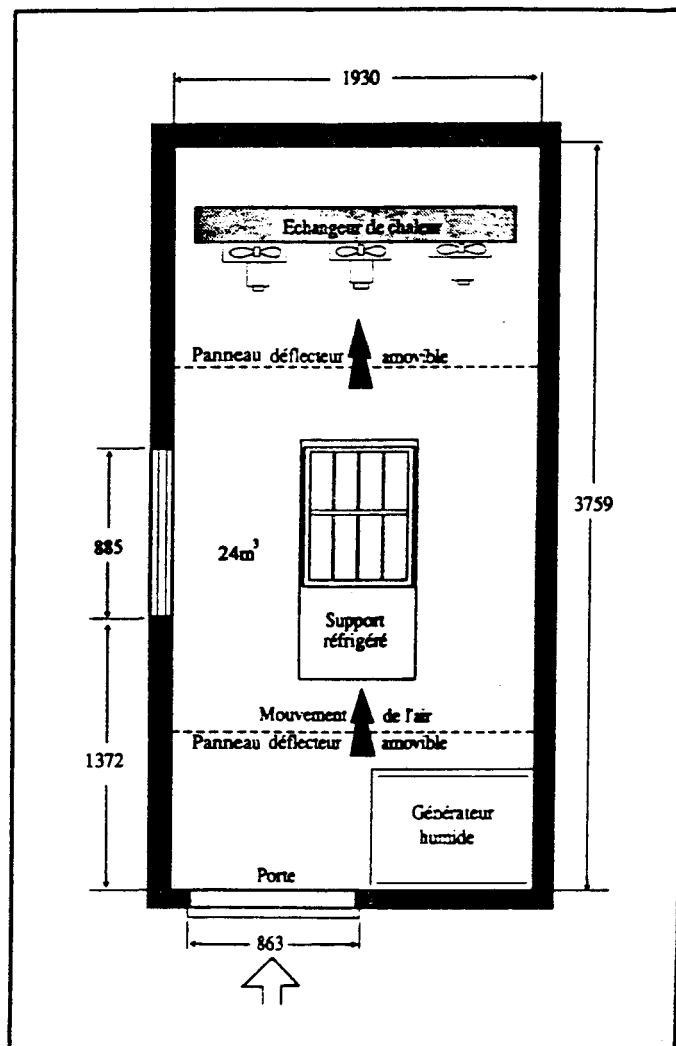 1930
Echangeur de chaleur
Panneau déflecteur amovible
3759
885
24m³
Support
réfrigéré
Mouvement de l'air
Panneau déflecteur amovible
1372
Générateur
humide
Porte
863